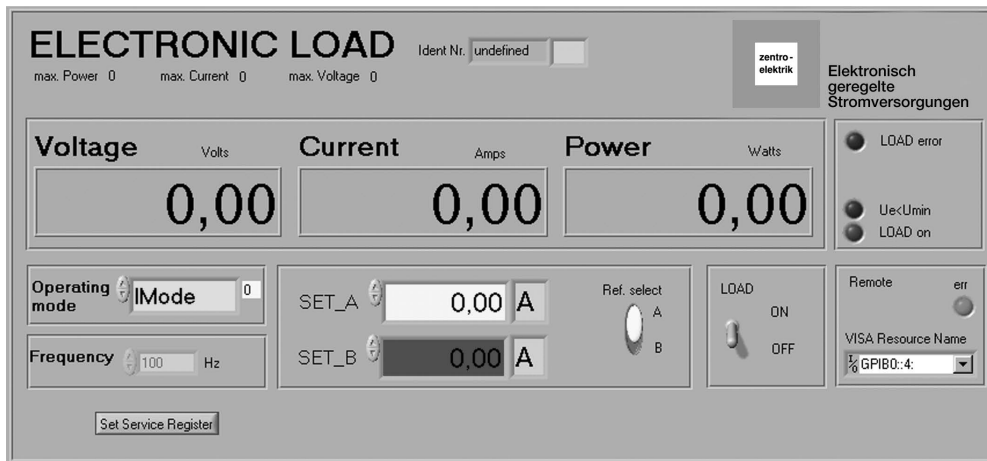 ELECTRONIC LOAD
Ident Nr. undefined
max. Power 0 max. Current 0 max. Voltage 0
zentro-
elektrik
Elektronisch
geregelte
Stromversorgungen
Voltage Volts
0,00
Current Amps
0,00
Power Watts
0,00
LOAD error
Ue<Umin
LOAD on
Operating
mode
IMode
0
Frequency 100 Hz
SET_A 0,00 A
SET_B 0,00 A
Ref. select
A
B
LOAD
ON
OFF
Remote err
VISA Resource Name
I/O GPIB0::4:
Set Service Register